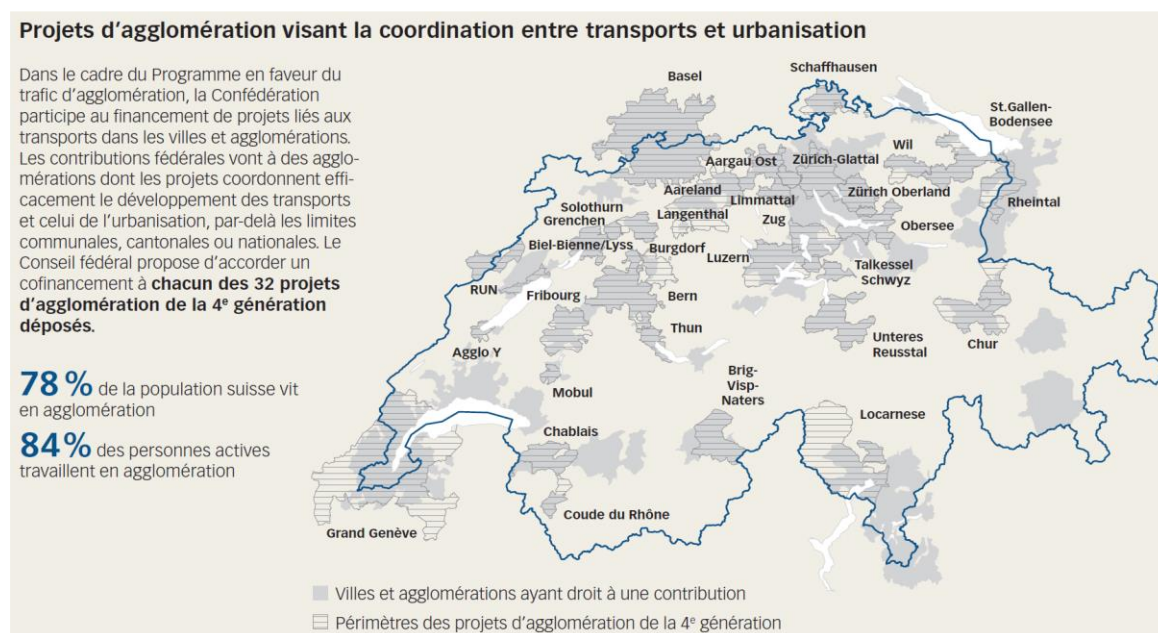 Projets d’agglomération visant la coordination entre transports et urbanisation
Dans le cadre du Programme en faveur du
trafic d’agglomération, la Confédération
participe au financement de projets liés aux
transports dans les villes et agglomérations.
Les contributions fédérales vont à des agglo-
mérations dont les projets coordonnent effi-
cacement le développement des transports
et celui de l’urbanisation, par-delà les limites
communales, cantonales ou nationales. Le
Conseil fédéral propose d’accorder un
cofinancement à chacun des 32 projets
d’agglomération de la 4e génération
déposés.
78 % de la population suisse vit
en agglomération
84% des personnes actives
travaillent en agglomération
Schaffhausen
Basel
St.Gallen-
Bodensee
Wil
Aargau Ost
Zürich-Glattal
Aareland
Limmattal
Zürich Oberland
Rheintal
Solothurn
Grenchen
Langenthal
Zug
Obersee
Biel-Bienne/Lyss
Burgdorf
Luzern
Talkessel
Schwyz
RUN
Fribourg
Bern
Thun
Unteres
Reusstal
Chur
Agglo Y
Mobul
Brig-
Visp-
Naters
Locarnese
Chablais
Coude du Rhône
Grand Genève
Villes et agglomérations ayant droit à une contribution
Périmètres des projets d’agglomération de la 4e génération